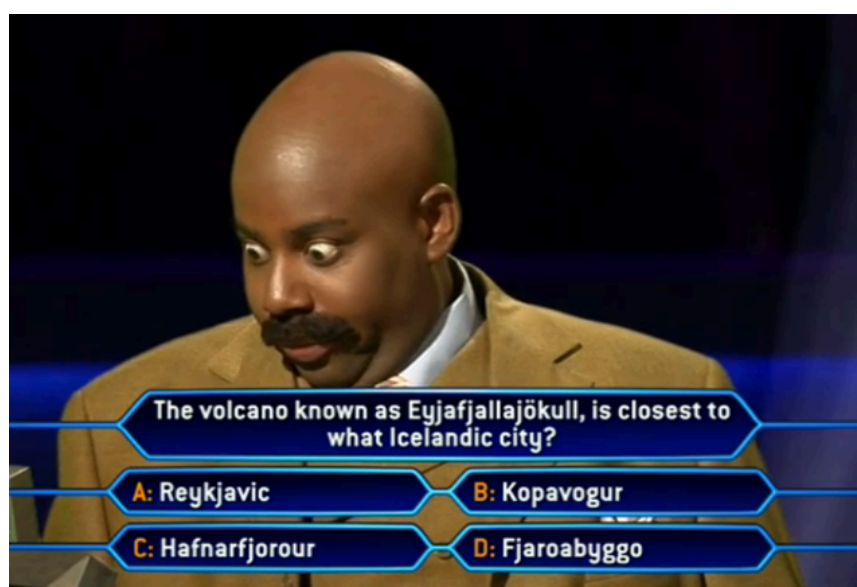 The volcano known as Eyjafjallajökull, is closest to
what Icelandic city?
A: Reykjavic
B: Kopavogur
C: Hafnarfjorour
D: Fjaroabyggo